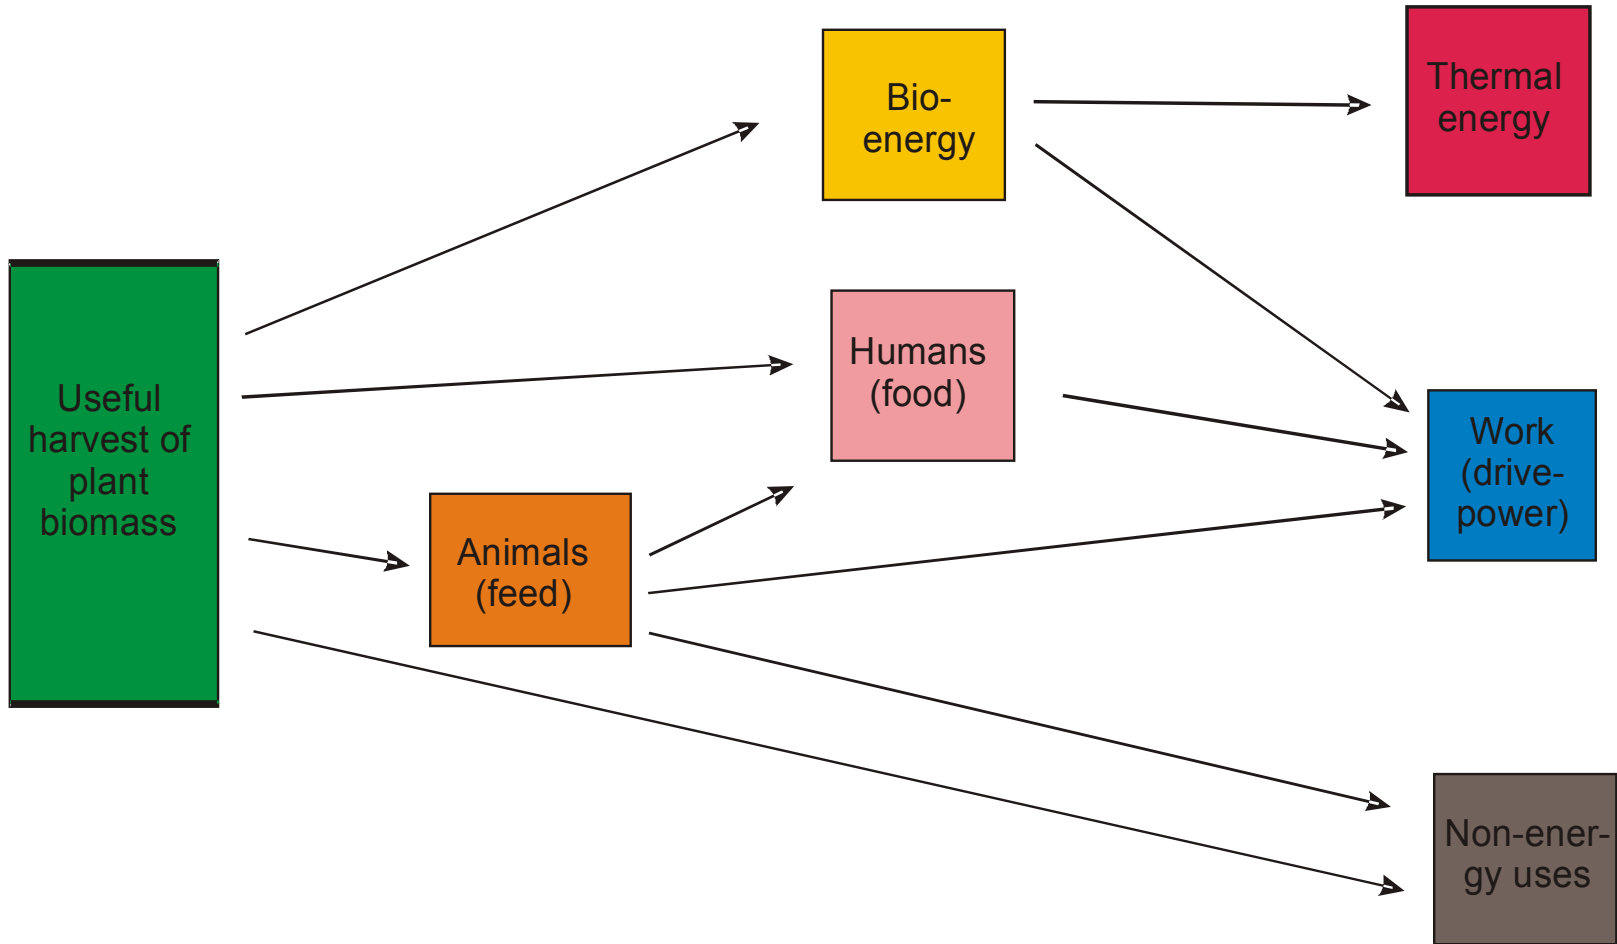 Useful
harvest of
plant
biomass
Bio-
energy
Humans
(food)
Animals
(feed)
Thermal
energy
Work
(drive-
power)
Non-ener-
gy uses